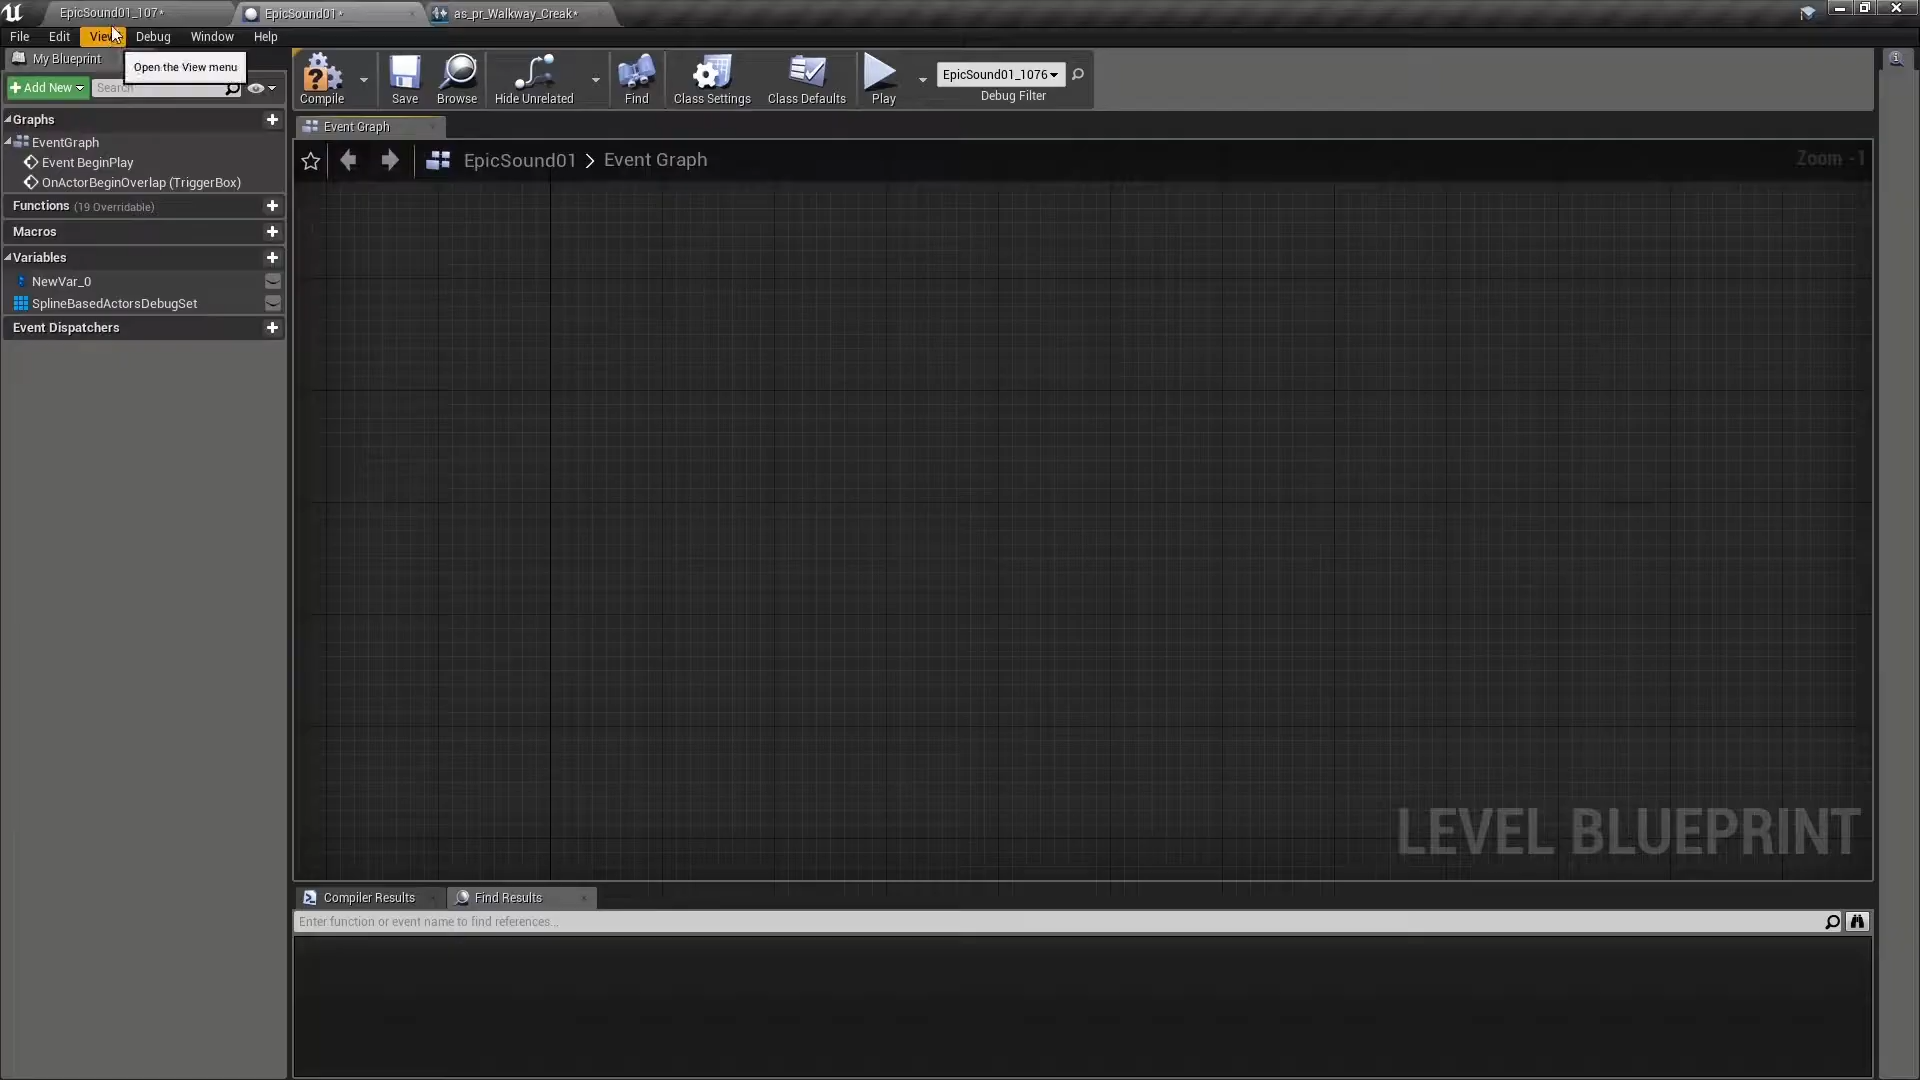 EpicSound01_107*
EpicSound01*
as_pr_Walkway_Creak*
File
Edit
View
Debug
Window
Help
My Blueprint
Open the View menu
Add New
Search
Compile
Save
Browse
Hide Unrelated
Find
Class Settings
Class Defaults
Play
EpicSound01_1076
Debug Filter
Graphs
EventGraph
Event BeginPlay
OnActorBeginOverlap (TriggerBox)
Functions (19 Overridable)
Macros
Variables
NewVar_0
SplineBasedActorsDebugSet
Event Dispatchers
Event Graph
EpicSound01 > Event Graph
Zoom -1
LEVEL BLUEPRINT
Compiler Results
Find Results
Enter function or event name to find references...